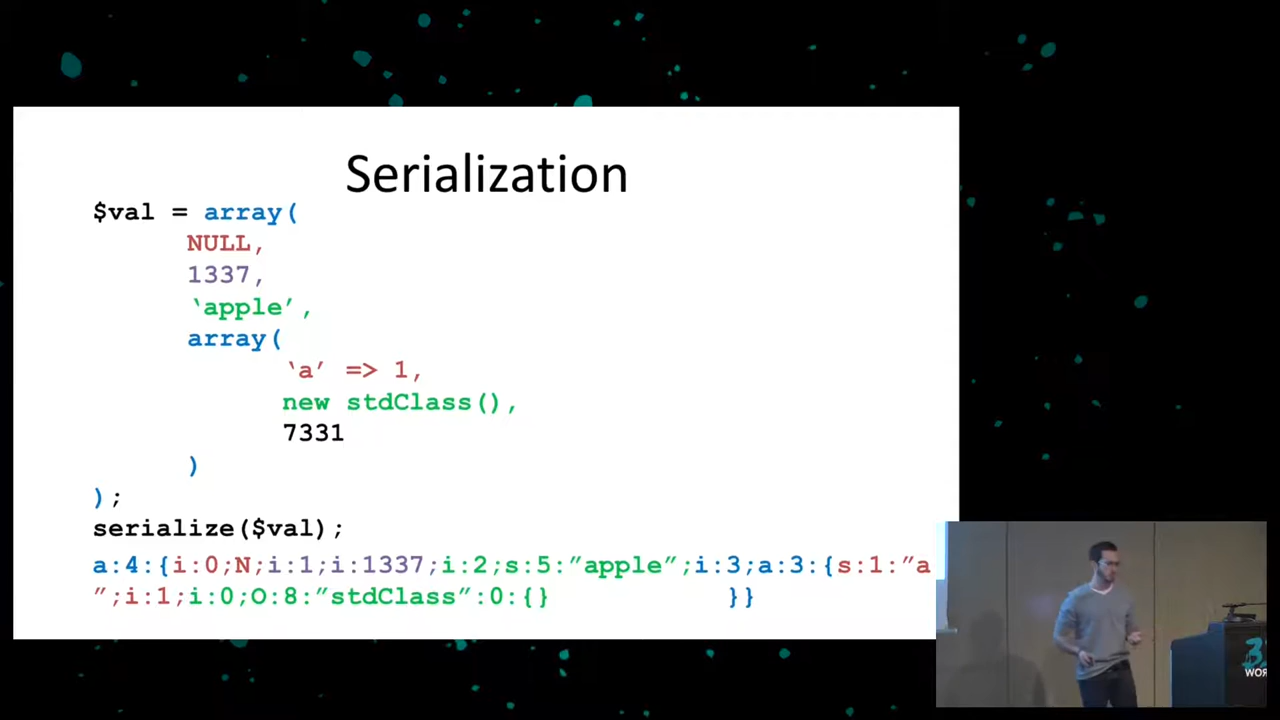 Serialization
$val = array(
NULL,
1337,
‘apple’,
array(
‘a’ => 1,
new stdClass(),
7331
)
);
serialize($val);
a:4:{i:0;N;i:1;i:1337;i:2;s:5:”apple”;i:3;a:3:{s:1:”a
”;i:1;i:0;O:8:”stdClass”:0:{} }}